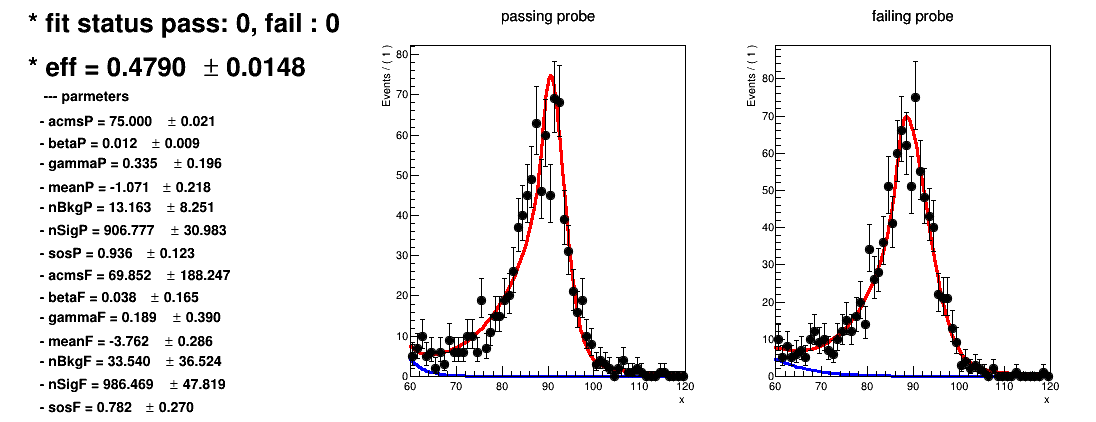 * fit status pass: 0, fail : 0
* eff = 0.4790 ± 0.0148
--- parmeters
- acmsP = 75.000 ± 0.021
- betaP = 0.012 ± 0.009
- gammaP = 0.335 ± 0.196
- meanP = -1.071 ± 0.218
- nBkgP = 13.163 ± 8.251
- nSigP = 906.777 ± 30.983
- sosP = 0.936 ± 0.123
- acmsF = 69.852 ± 188.247
- betaF = 0.038 ± 0.165
- gammaF = 0.189 ± 0.390
- meanF = -3.762 ± 0.286
- nBkgF = 33.540 ± 36.524
- nSigF = 986.469 ± 47.819
- sosF = 0.782 ± 0.270
passing probe
Events / ( 1 )
80
70
60
50
40
30
20
10
0
60 70 80 90 100 110 120
x
failing probe
Events / ( 1 )
80
70
60
50
40
30
20
10
0
60 70 80 90 100 110 120
x